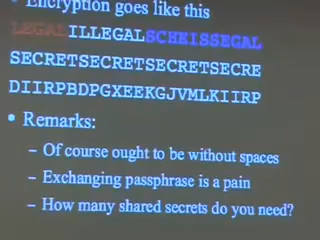 Encryption goes like this
LEGALILLEGALSCHEISSEGAL
SECRETSECRETSECRETSECRE
DIIRPBDPGXEEKGJVMLKIIRP
• Remarks:
– Of course ought to be without spaces
– Exchanging passphrase is a pain
– How many shared secrets do you need?